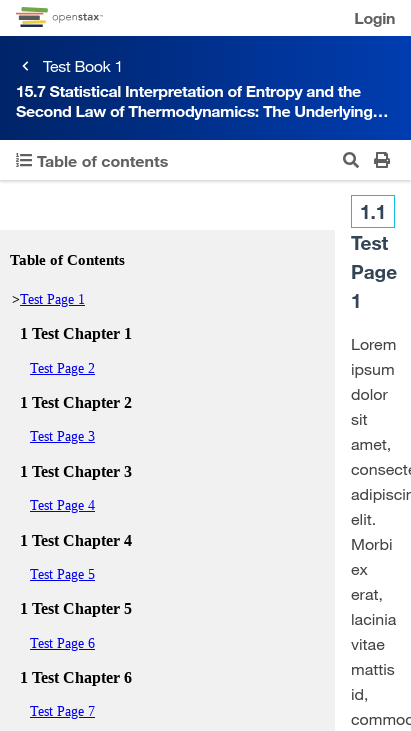 openstax™
Login
Test Book 1
15.7 Statistical Interpretation of Entropy and the
Second Law of Thermodynamics: The Underlying…
Table of contents
Table of Contents
>Test Page 1
1 Test Chapter 1
Test Page 2
1 Test Chapter 2
Test Page 3
1 Test Chapter 3
Test Page 4
1 Test Chapter 4
Test Page 5
1 Test Chapter 5
Test Page 6
1 Test Chapter 6
Test Page 7
1.1
Test
Page
1
Lorem
ipsum
dolor
sit
amet,
consecte
adipiscin
elit.
Morbi
ex
erat,
lacinia
vitae
mattis
id,
commod